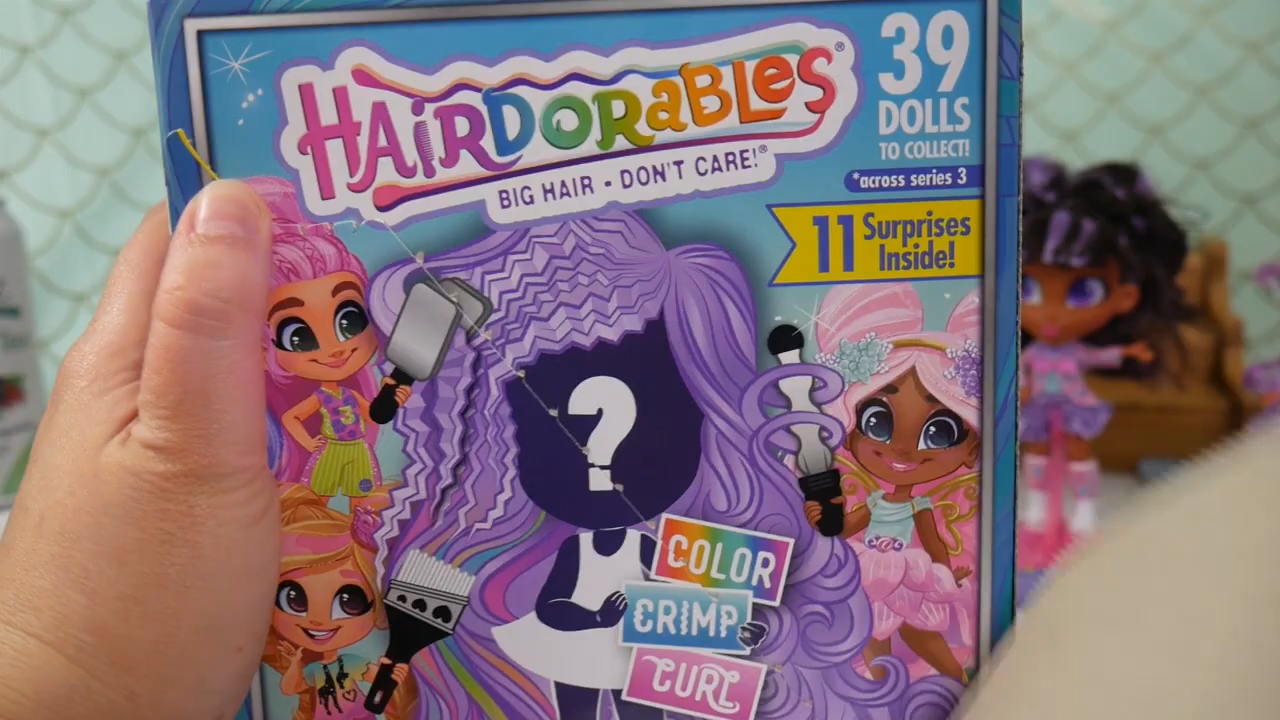 HAIRDORABLES®
BIG HAIR - DON'T CARE!®
39
DOLLS
TO COLLECT!
*across series 3
11 Surprises
Inside!
?
3
COLOR
CRIMP
CURL